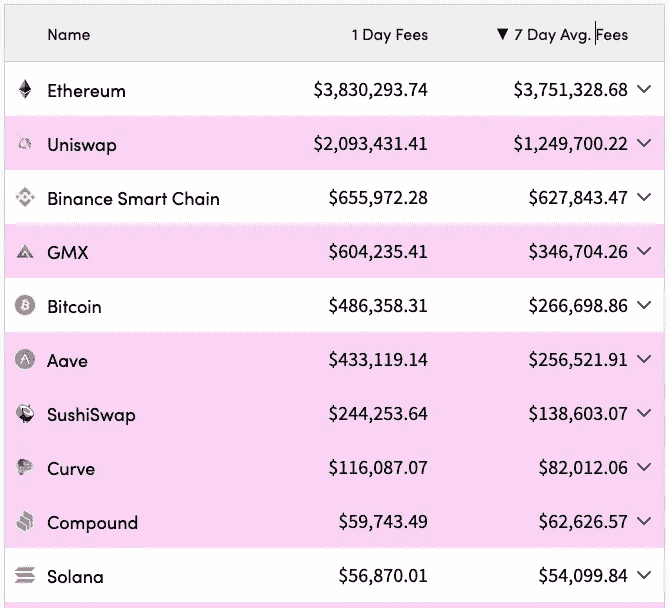 Name 1 Day Fees ▼ 7 Day Avg. Fees
Ethereum $3,830,293.74 $3,751,328.68
Uniswap $2,093,431.41 $1,249,700.22
Binance Smart Chain $655,972.28 $627,843.47
GMX $604,235.41 $346,704.26
Bitcoin $486,358.31 $266,698.86
Aave $433,119.14 $256,521.91
SushiSwap $244,253.64 $138,603.07
Curve $116,087.07 $82,012.06
Compound $59,743.49 $62,626.57
Solana $56,870.01 $54,099.84